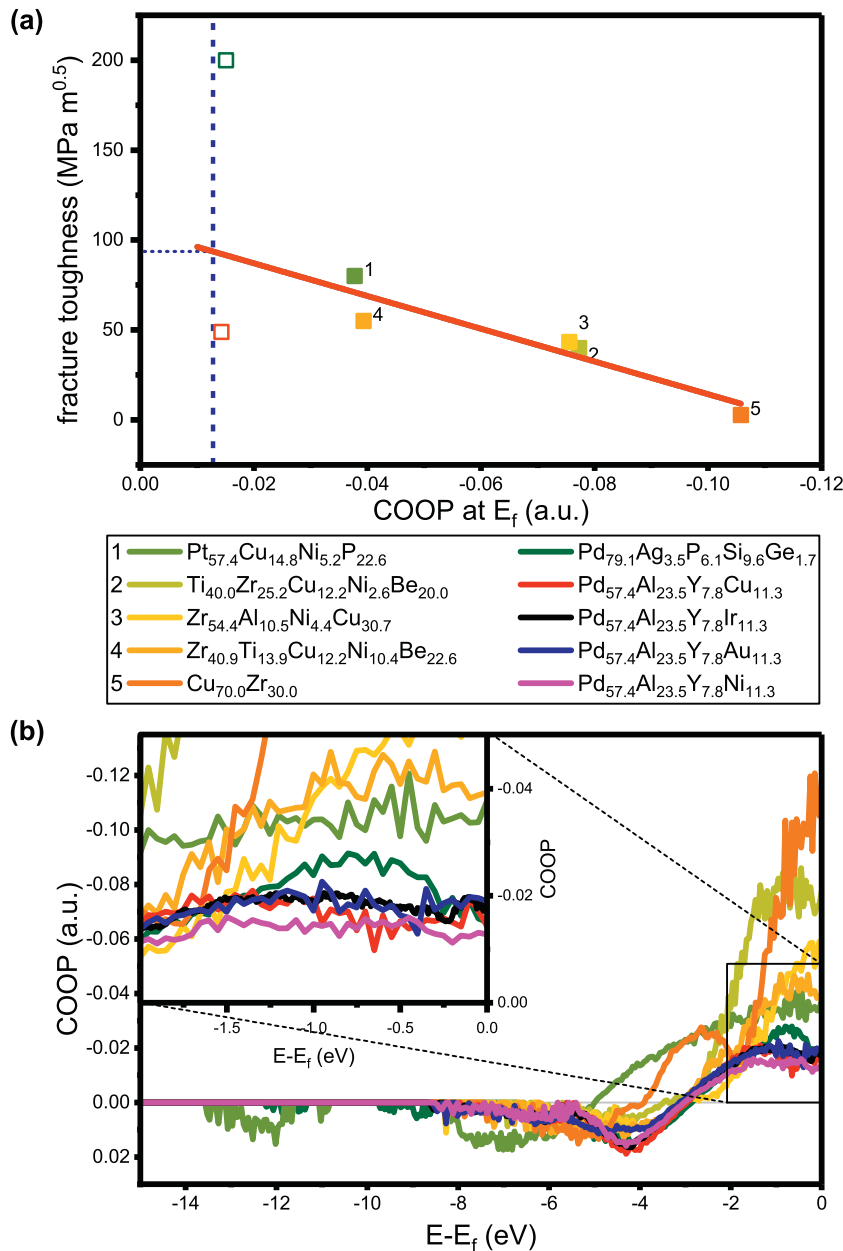 (a)
200
150
100
50
0
fracture toughness (MPa m^0.5)
1
4
3
2
5
0.00 -0.02 -0.04 -0.06 -0.08 -0.10 -0.12
COOP at E_f (a.u.)
1 Pt57.4Cu14.8Ni5.2P22.6
2 Ti40.0Zr25.2Cu12.2Ni2.6Be20.0
3 Zr54.4Al10.5Ni4.4Cu30.7
4 Zr40.9Ti13.9Cu12.2Ni10.4Be22.6
5 Cu70.0Zr30.0
Pd79.1Ag3.5P6.1Si9.6Ge1.7
Pd57.4Al23.5Y7.8Cu11.3
Pd57.4Al23.5Y7.8Ir11.3
Pd57.4Al23.5Y7.8Au11.3
Pd57.4Al23.5Y7.8Ni11.3
(b)
-0.12
-0.10
-0.08
-0.06
-0.04
-0.02
0.00
0.02
COOP (a.u.)
-0.04
-0.02
0.00
COOP
-1.5 -1.0 -0.5 0.0
E-E_f (eV)
-14 -12 -10 -8 -6 -4 -2 0
E-E_f (eV)